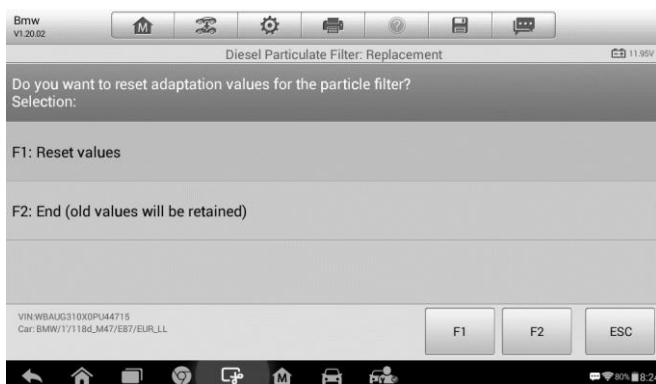 Bmw
V1.20.02
Diesel Particulate Filter: Replacement
11.95V
Do you want to reset adaptation values for the particle filter?
Selection:
F1: Reset values
F2: End (old values will be retained)
VIN:WBAUG310X0PU44715
Car: BMW/1'/118d_M47/E87/EUR_LL
F1
F2
ESC
80%